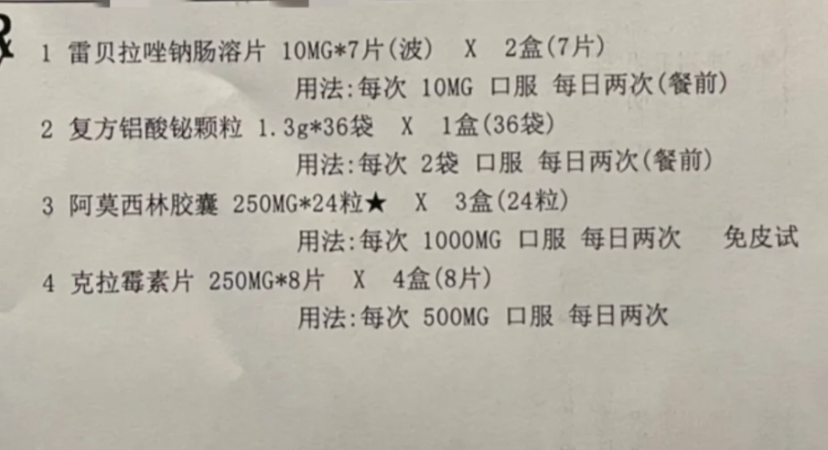 1 雷贝拉唑钠肠溶片 10MG*7片(波) X 2盒(7片)
用法:每次 10MG 口服 每日两次(餐前)
2 复方铝酸铋颗粒 1.3g*36袋 X 1盒(36袋)
用法:每次 2袋 口服 每日两次(餐前)
3 阿莫西林胶囊 250MG*24粒★ X 3盒(24粒)
用法:每次 1000MG 口服 每日两次 免皮试
4 克拉霉素片 250MG*8片 X 4盒(8片)
用法:每次 500MG 口服 每日两次